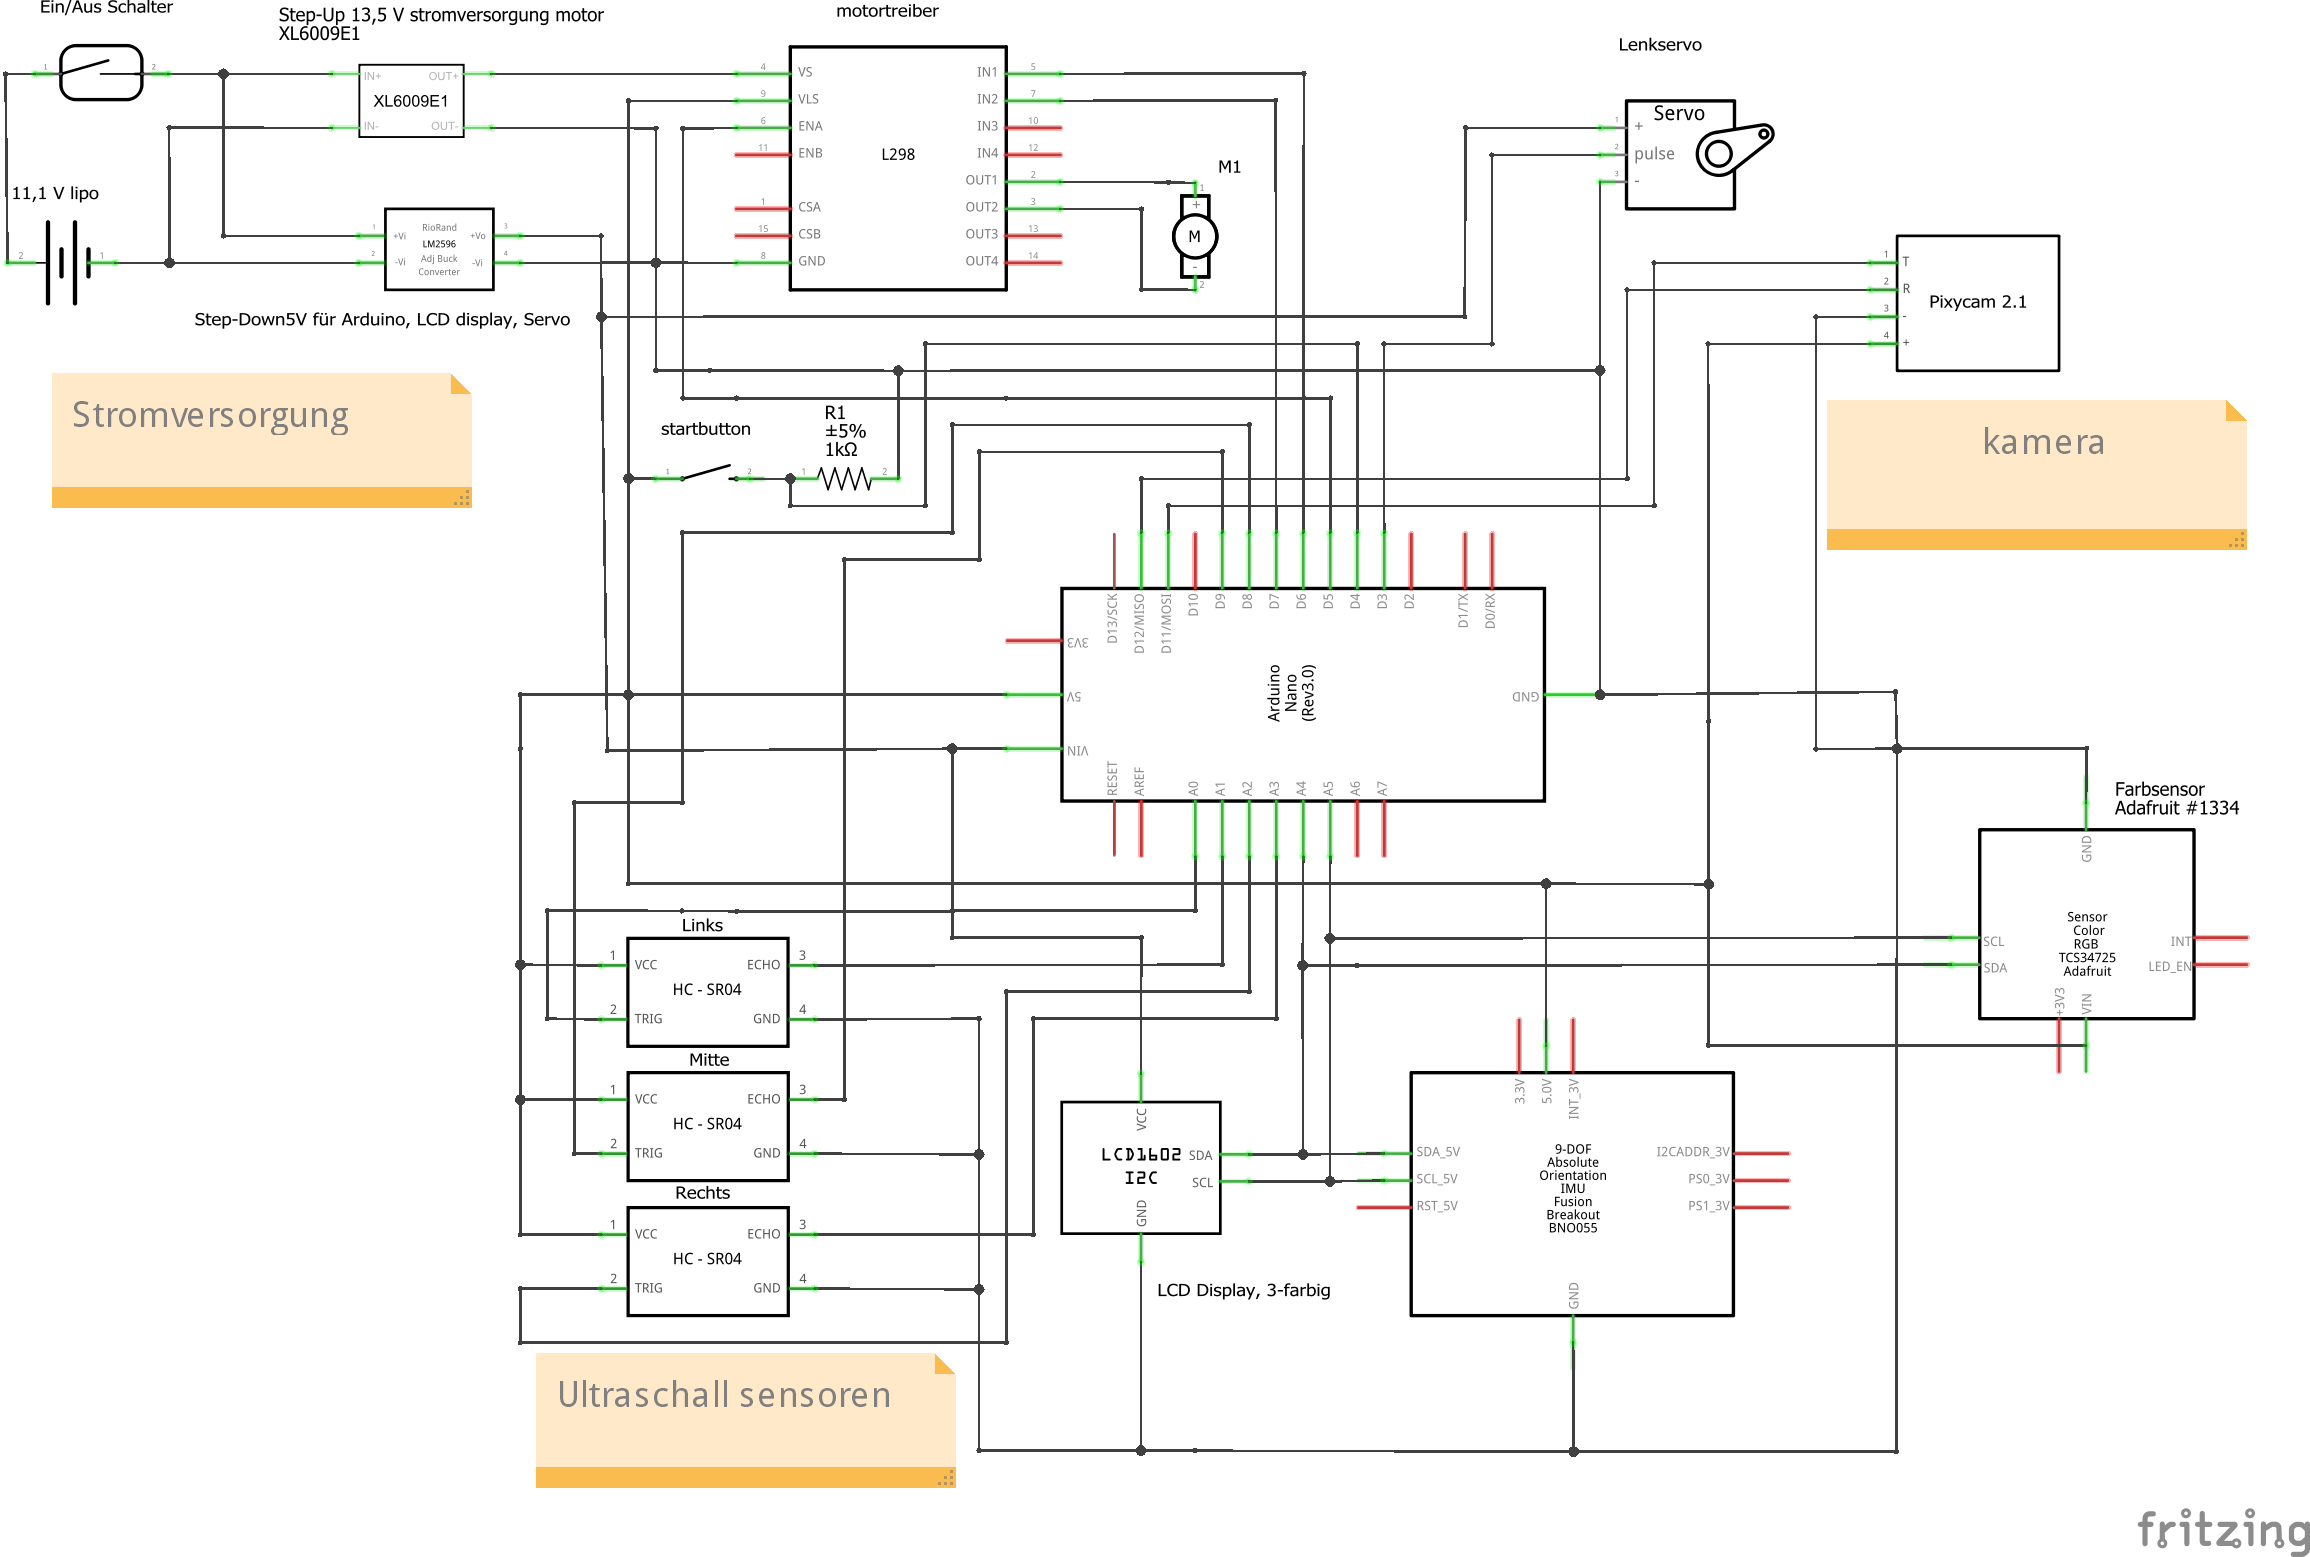 Ein/Aus Schalter
1
2
Step-Up 13,5 V stromversorgung motor
XL6009E1
IN+
OUT+
XL6009E1
IN-
OUT-
11,1 V lipo
2
1
1
2
+Vi
-Vi
RioRand
LM2596
Adj Buck
Converter
+Vo
-Vi
3
4
Step-Down5V für Arduino, LCD display, Servo
Stromversorgung
motortreiber
4 VS
9 VLS
6 ENA
11 ENB
1 CSA
15 CSB
8 GND
L298
IN1 5
IN2 7
IN3 10
IN4 12
OUT1 2
OUT2 3
OUT3 13
OUT4 14
M1
1
+
M
-
2
Lenkservo
Servo
1 +
2 pulse
3 -
1 T
2 R
3 -
4 +
Pixycam 2.1
kamera
startbutton
1
2
R1
±5%
1kΩ
1
2
D13/SCK
D12/MISO
D11/MOSI
D10
D9
D8
D7
D6
D5
D4
D3
D2
D1/TX
D0/RX
3V3
5V
VIN
GND
Arduino
Nano
(Rev3.0)
RESET
AREF
A0
A1
A2
A3
A4
A5
A6
A7
Farbsensor
Adafruit #1334
GND
SCL
SDA
Sensor
Color
RGB
TCS34725
Adafruit
INT
LED_EN
+3V3
VIN
Links
1 VCC
ECHO 3
HC - SR04
2 TRIG
GND 4
Mitte
1 VCC
ECHO 3
HC - SR04
2 TRIG
GND 4
Rechts
1 VCC
ECHO 3
HC - SR04
2 TRIG
GND 4
Ultraschall sensoren
VCC
LCD1602
I2C
SDA
SCL
GND
LCD Display, 3-farbig
3.3V
5.0V
INT_3V
SDA_5V
SCL_5V
RST_5V
9-DOF
Absolute
Orientation
IMU
Fusion
Breakout
BNO055
I2CADDR_3V
PS0_3V
PS1_3V
GND
fritzing